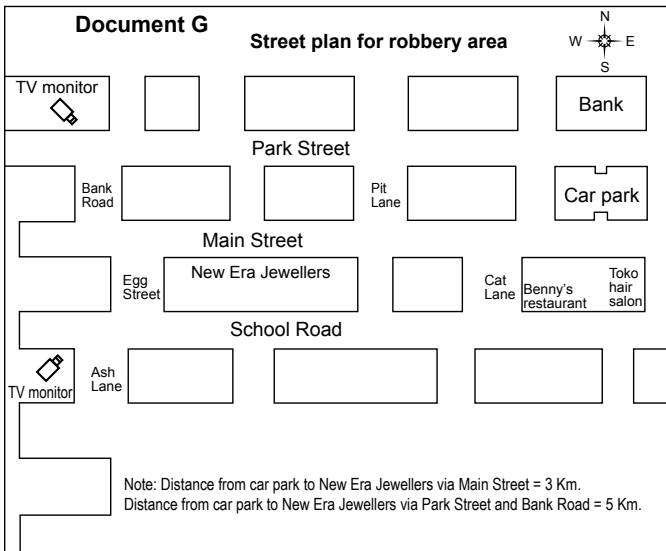 Document G
Street plan for robbery area
N
W
E
S
TV monitor
Bank
Park Street
Bank
Road
Pit
Lane
Car park
Main Street
Egg
Street
New Era Jewellers
Cat
Lane
Benny's
restaurant
Toko
hair
salon
School Road
TV monitor
Ash
Lane
Note: Distance from car park to New Era Jewellers via Main Street = 3 Km.
Distance from car park to New Era Jewellers via Park Street and Bank Road = 5 Km.